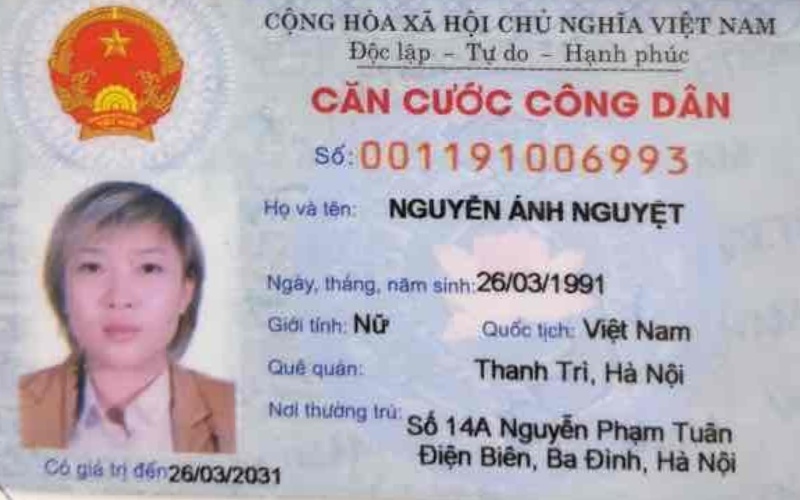 CỘNG HÒA XÃ HỘI CHỦ NGHĨA VIỆT NAM
Độc lập - Tự do - Hạnh phúc
CĂN CƯỚC CÔNG DÂN
Số: 001191006993
Họ và tên: NGUYỄN ÁNH NGUYỆT
Ngày, tháng, năm sinh: 26/03/1991
Giới tính: Nữ Quốc tịch: Việt Nam
Quê quán: Thanh Trì, Hà Nội
Nơi thường trú: Số 14A Nguyễn Phạm Tuân
Điện Biên, Ba Đình, Hà Nội
Có giá trị đến 26/03/2031